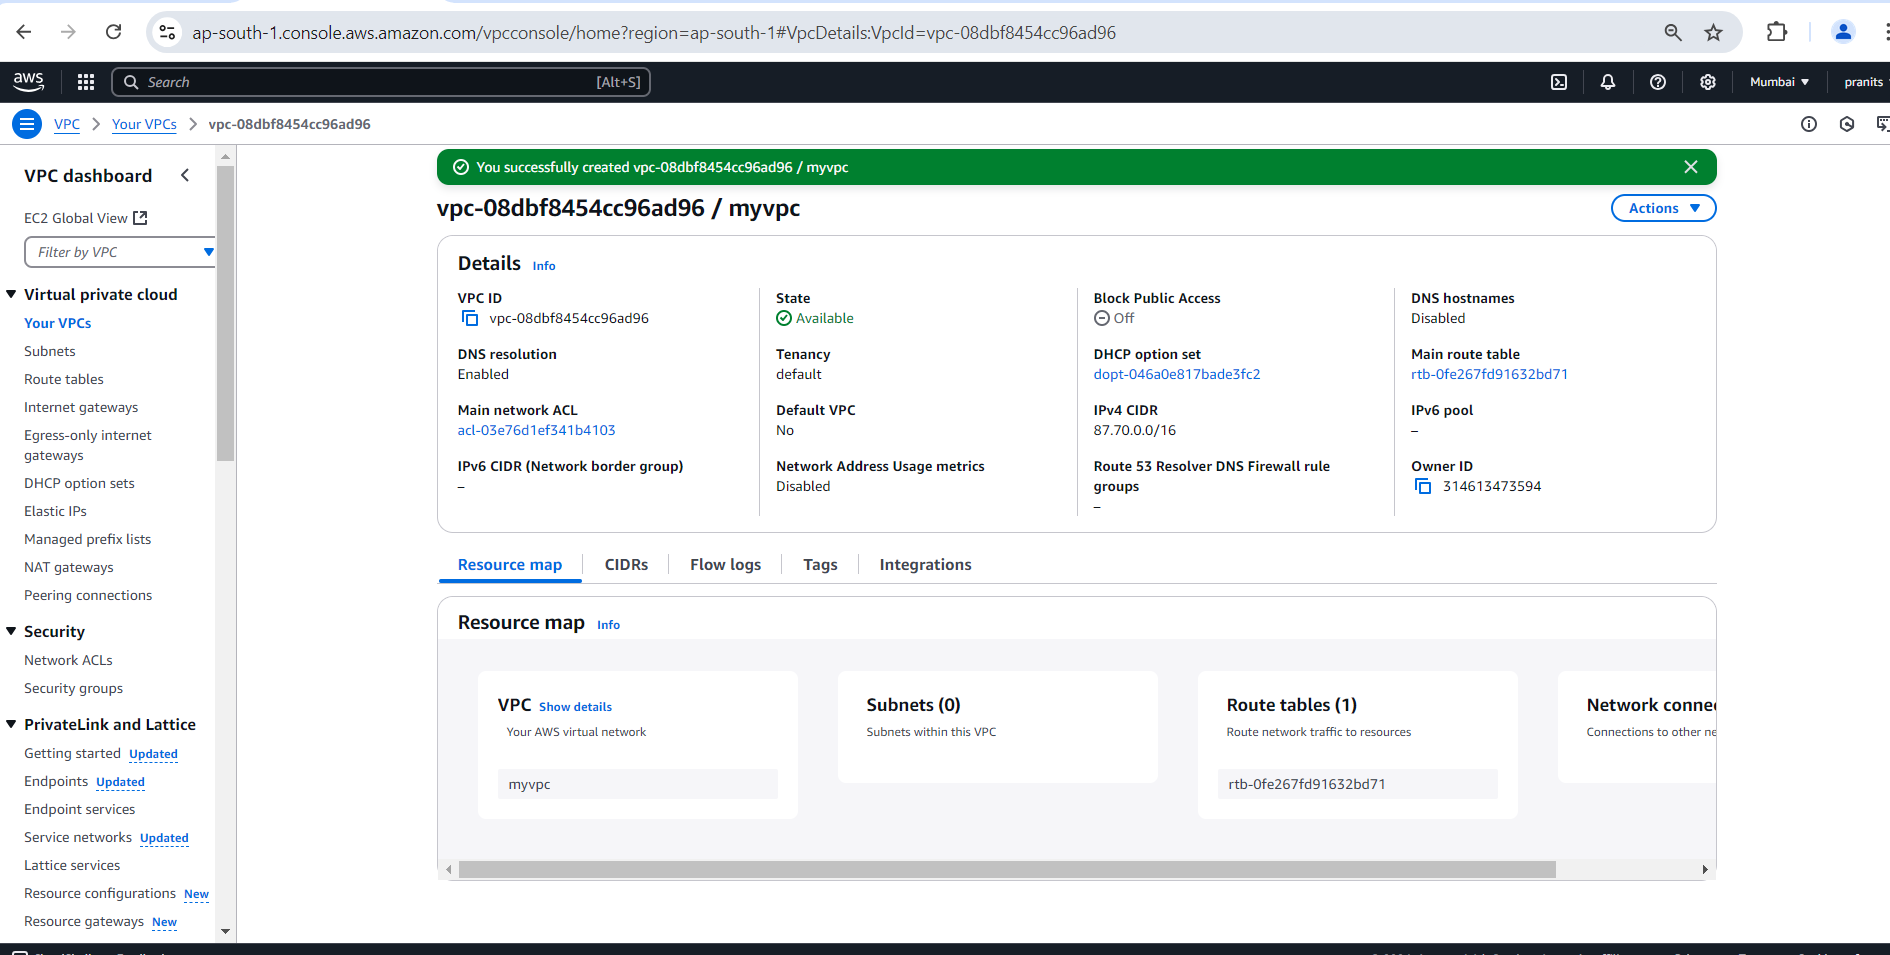 ap-south-1.console.aws.amazon.com/vpcconsole/home?region=ap-south-1#VpcDetails:VpcId=vpc-08dbf8454cc96ad96
aws
Search
[Alt+S]
Mumbai
pranits
VPC
Your VPCs
vpc-08dbf8454cc96ad96
VPC dashboard
EC2 Global View
Filter by VPC
Virtual private cloud
Your VPCs
Subnets
Route tables
Internet gateways
Egress-only internet
gateways
DHCP option sets
Elastic IPs
Managed prefix lists
NAT gateways
Peering connections
Security
Network ACLs
Security groups
PrivateLink and Lattice
Getting started Updated
Endpoints Updated
Endpoint services
Service networks Updated
Lattice services
Resource configurations New
Resource gateways New
You successfully created vpc-08dbf8454cc96ad96 / myvpc
vpc-08dbf8454cc96ad96 / myvpc
Actions
Details Info
VPC ID
vpc-08dbf8454cc96ad96
State
Available
Block Public Access
Off
DNS hostnames
Disabled
DNS resolution
Enabled
Tenancy
default
DHCP option set
dopt-046a0e817bade3fc2
Main route table
rtb-0fe267fd91632bd71
Main network ACL
acl-03e76d1ef341b4103
Default VPC
No
IPv4 CIDR
87.70.0.0/16
IPv6 pool
–
IPv6 CIDR (Network border group)
–
Network Address Usage metrics
Disabled
Route 53 Resolver DNS Firewall rule
groups
–
Owner ID
314613473594
Resource map
CIDRs
Flow logs
Tags
Integrations
Resource map Info
VPC Show details
Your AWS virtual network
myvpc
Subnets (0)
Subnets within this VPC
Route tables (1)
Route network traffic to resources
rtb-0fe267fd91632bd71
Network connec
Connections to other ne